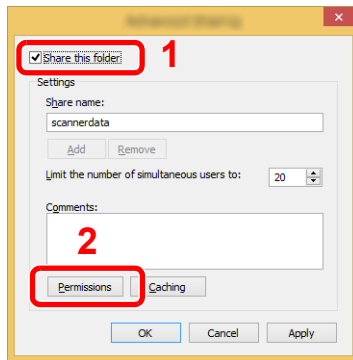 Share this folder
1
Settings
Share name:
scannerdata
Add Remove
Limit the number of simultaneous users to: 20
Comments:
2
Permissions Caching
OK Cancel Apply